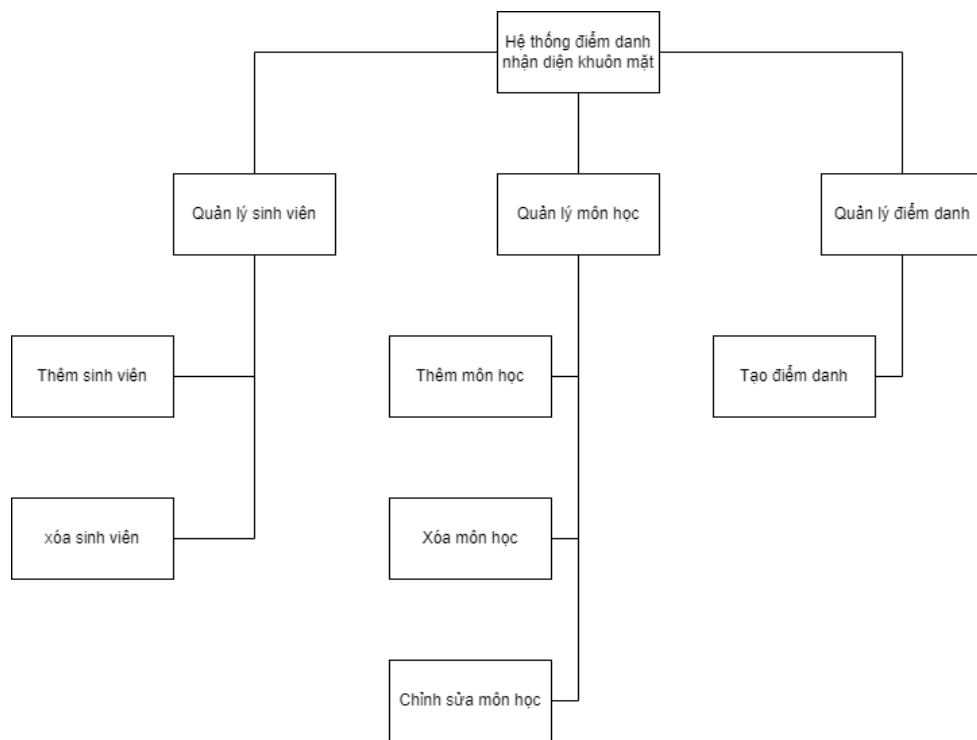 Hệ thống điểm danh
nhận diện khuôn mặt
Quản lý sinh viên
Quản lý môn học
Quản lý điểm danh
Thêm sinh viên
Thêm môn học
Tạo điểm danh
xóa sinh viên
Xóa môn học
Chỉnh sửa môn học